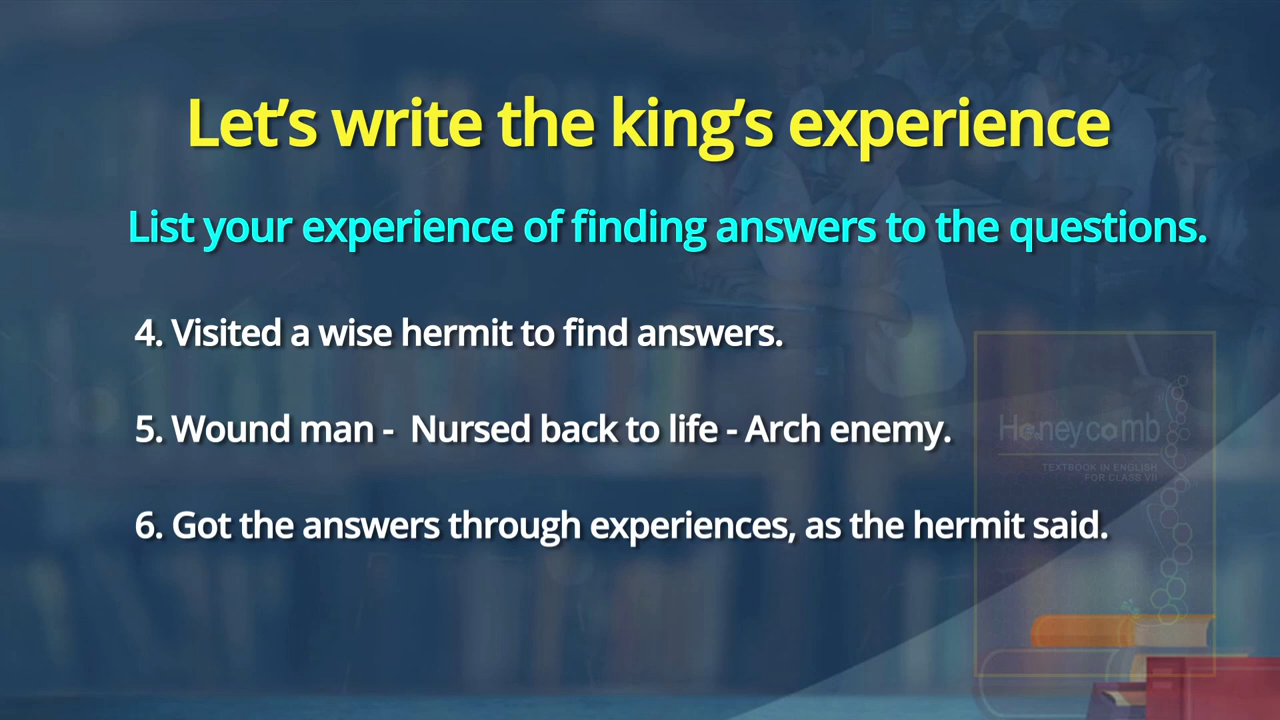 Let's write the king's experience
List your experience of finding answers to the questions.
4. Visited a wise hermit to find answers.
5. Wound man -  Nursed back to life - Arch enemy.
Honeycomb
TEXTBOOK IN ENGLISH
FOR CLASS VII
6. Got the answers through experiences, as the hermit said.